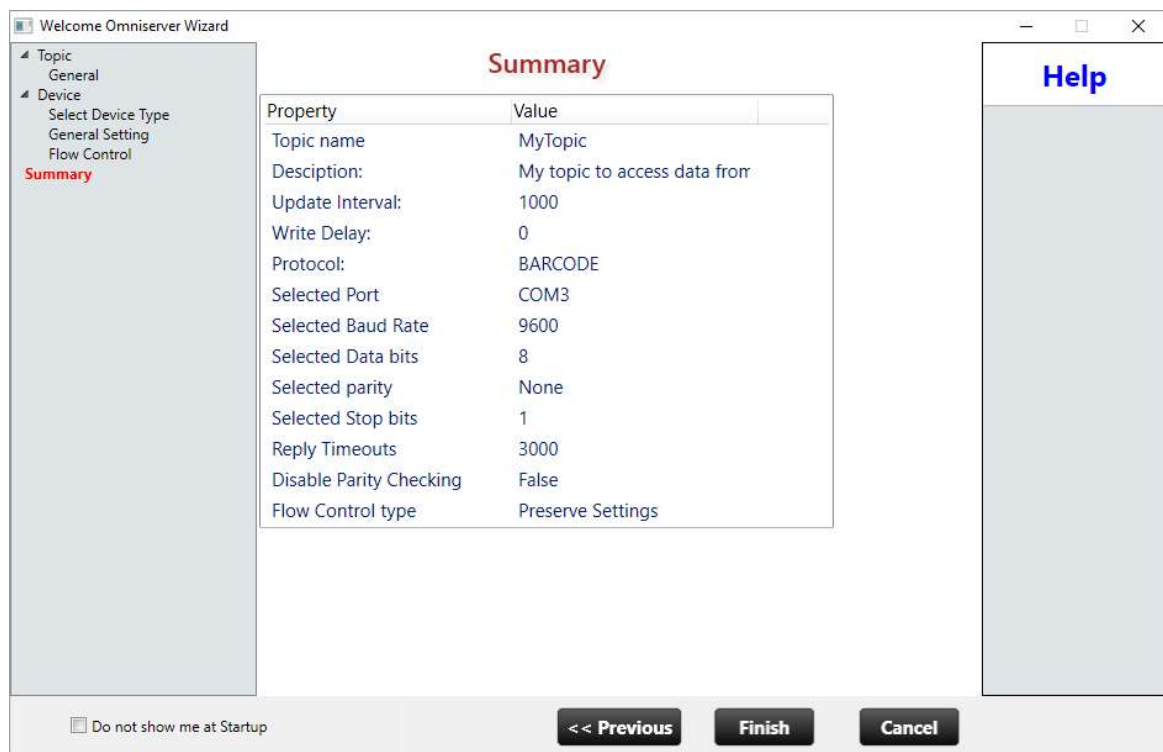 Welcome Omniserver Wizard
Topic
General
Device
Select Device Type
General Setting
Flow Control
Summary
Summary
Property Value
Topic name MyTopic
Desciption: My topic to access data from
Update Interval: 1000
Write Delay: 0
Protocol: BARCODE
Selected Port COM3
Selected Baud Rate 9600
Selected Data bits 8
Selected parity None
Selected Stop bits 1
Reply Timeouts 3000
Disable Parity Checking False
Flow Control type Preserve Settings
Help
Do not show me at Startup
<< Previous
Finish
Cancel